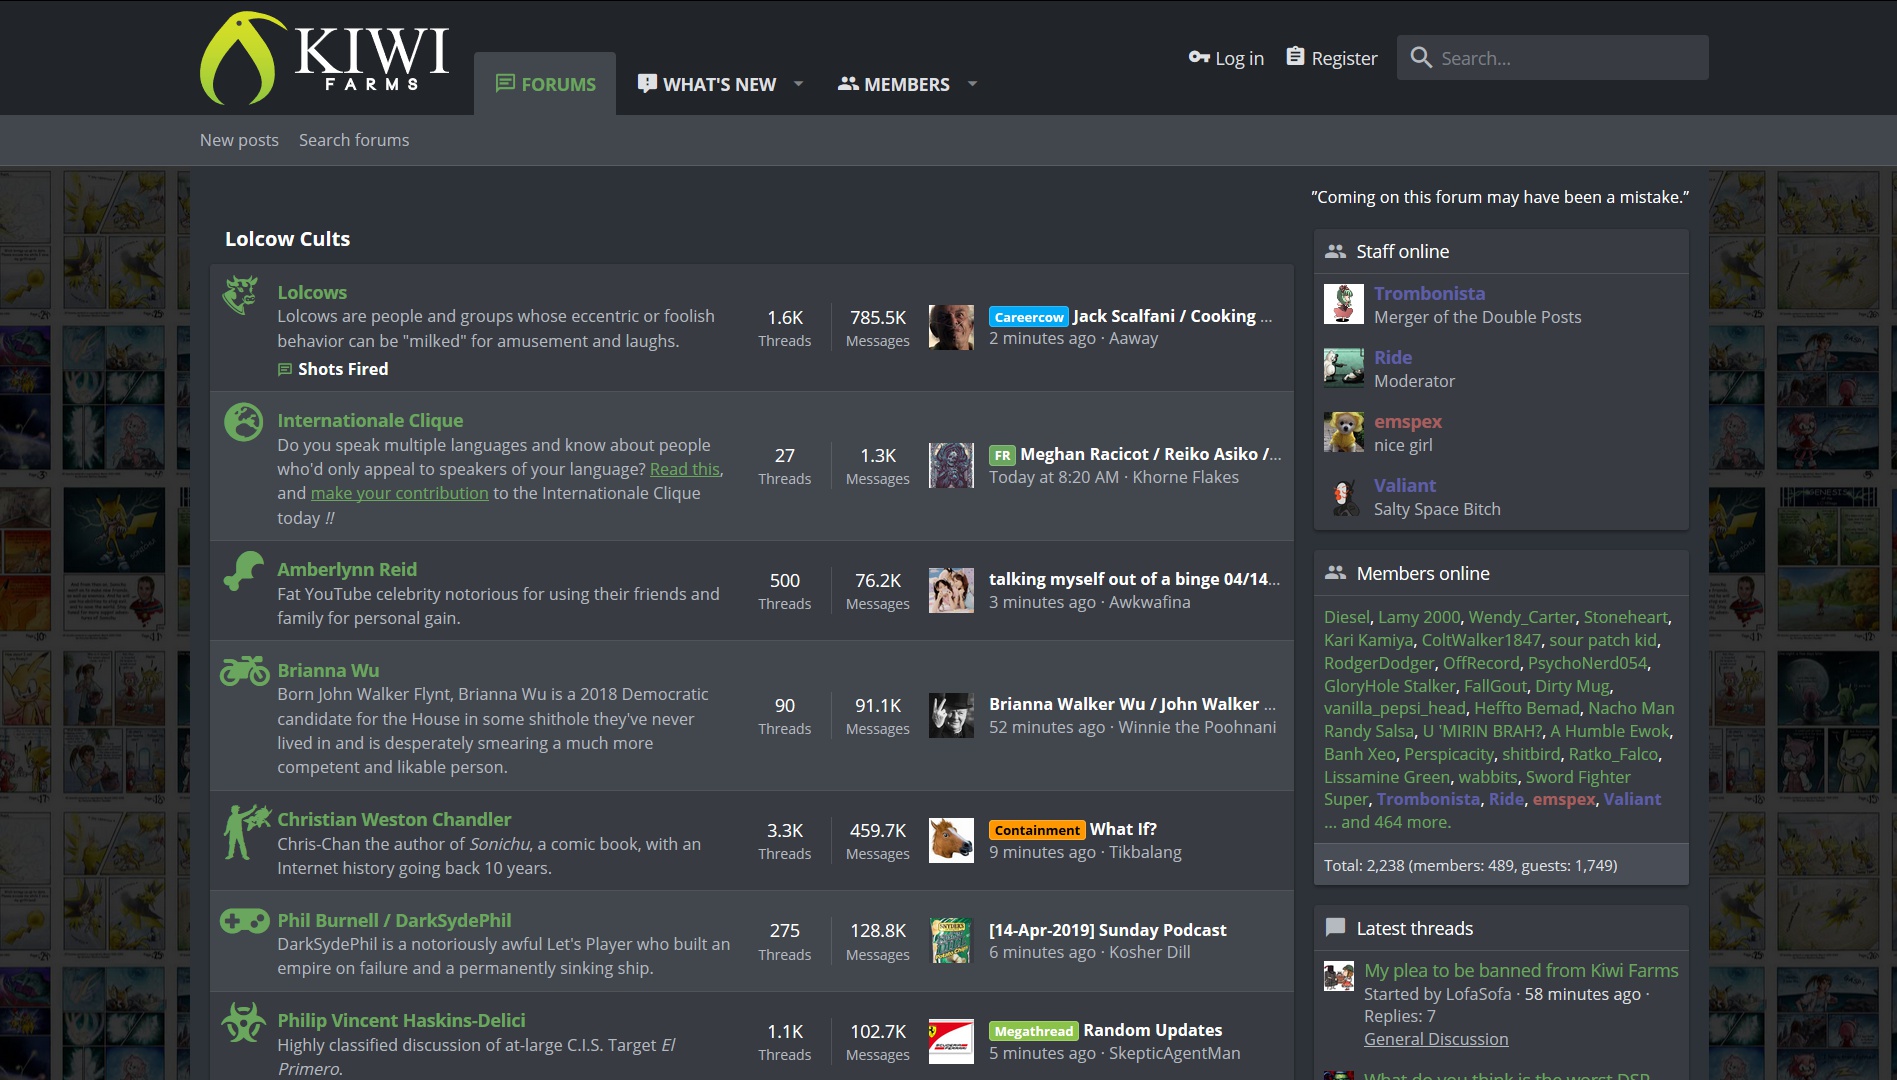 KIWI
FARMS
FORUMS
WHAT'S NEW
MEMBERS
Log in
Register
Search...
New posts
Search forums
"Coming on this forum may have been a mistake."
Lolcow Cults
Lolcows
Lolcows are people and groups whose eccentric or foolish
behavior can be "milked" for amusement and laughs.
Shots Fired
1.6K
Threads
785.5K
Messages
Careercow Jack Scalfani / Cooking ...
2 minutes ago · Aaway
Internationale Clique
Do you speak multiple languages and know about people
who'd only appeal to speakers of your language? Read this,
and make your contribution to the Internationale Clique
today !!
27
Threads
1.3K
Messages
FR Meghan Racicot / Reiko Asiko /...
Today at 8:20 AM · Khorne Flakes
Amberlynn Reid
Fat YouTube celebrity notorious for using their friends and
family for personal gain.
500
Threads
76.2K
Messages
talking myself out of a binge 04/14...
3 minutes ago · Awkwafina
Brianna Wu
Born John Walker Flynt, Brianna Wu is a 2018 Democratic
candidate for the House in some shithole they've never
lived in and is desperately smearing a much more
competent and likable person.
90
Threads
91.1K
Messages
Brianna Walker Wu / John Walker ...
52 minutes ago · Winnie the Poohnani
Christian Weston Chandler
Chris-Chan the author of Sonichu, a comic book, with an
Internet history going back 10 years.
3.3K
Threads
459.7K
Messages
Containment What If?
9 minutes ago · Tikbalang
Phil Burnell / DarkSydePhil
DarkSydePhil is a notoriously awful Let's Player who built an
empire on failure and a permanently sinking ship.
275
Threads
128.8K
Messages
[14-Apr-2019] Sunday Podcast
6 minutes ago · Kosher Dill
Philip Vincent Haskins-Delici
Highly classified discussion of at-large C.I.S. Target El
Primero.
1.1K
Threads
102.7K
Messages
Megathread Random Updates
5 minutes ago · SkepticAgentMan
Staff online
Trombonista
Merger of the Double Posts
Ride
Moderator
emspex
nice girl
Valiant
Salty Space Bitch
Members online
Diesel, Lamy 2000, Wendy_Carter, Stoneheart,
Kari Kamiya, ColtWalker1847, sour patch kid,
RodgerDodger, OffRecord, PsychoNerd054,
GloryHole Stalker, FallGout, Dirty Mug,
vanilla_pepsi_head, Heffto Bemad, Nacho Man
Randy Salsa, U 'MIRIN BRAH?, A Humble Ewok,
Banh Xeo, Perspicacity, shitbird, Ratko_Falco,
Lissamine Green, wabbits, Sword Fighter
Super, Trombonista, Ride, emspex, Valiant
... and 464 more.
Total: 2,238 (members: 489, guests: 1,749)
Latest threads
My plea to be banned from Kiwi Farms
Started by LofaSofa · 58 minutes ago ·
Replies: 7
General Discussion
What do you think is the worst DSP